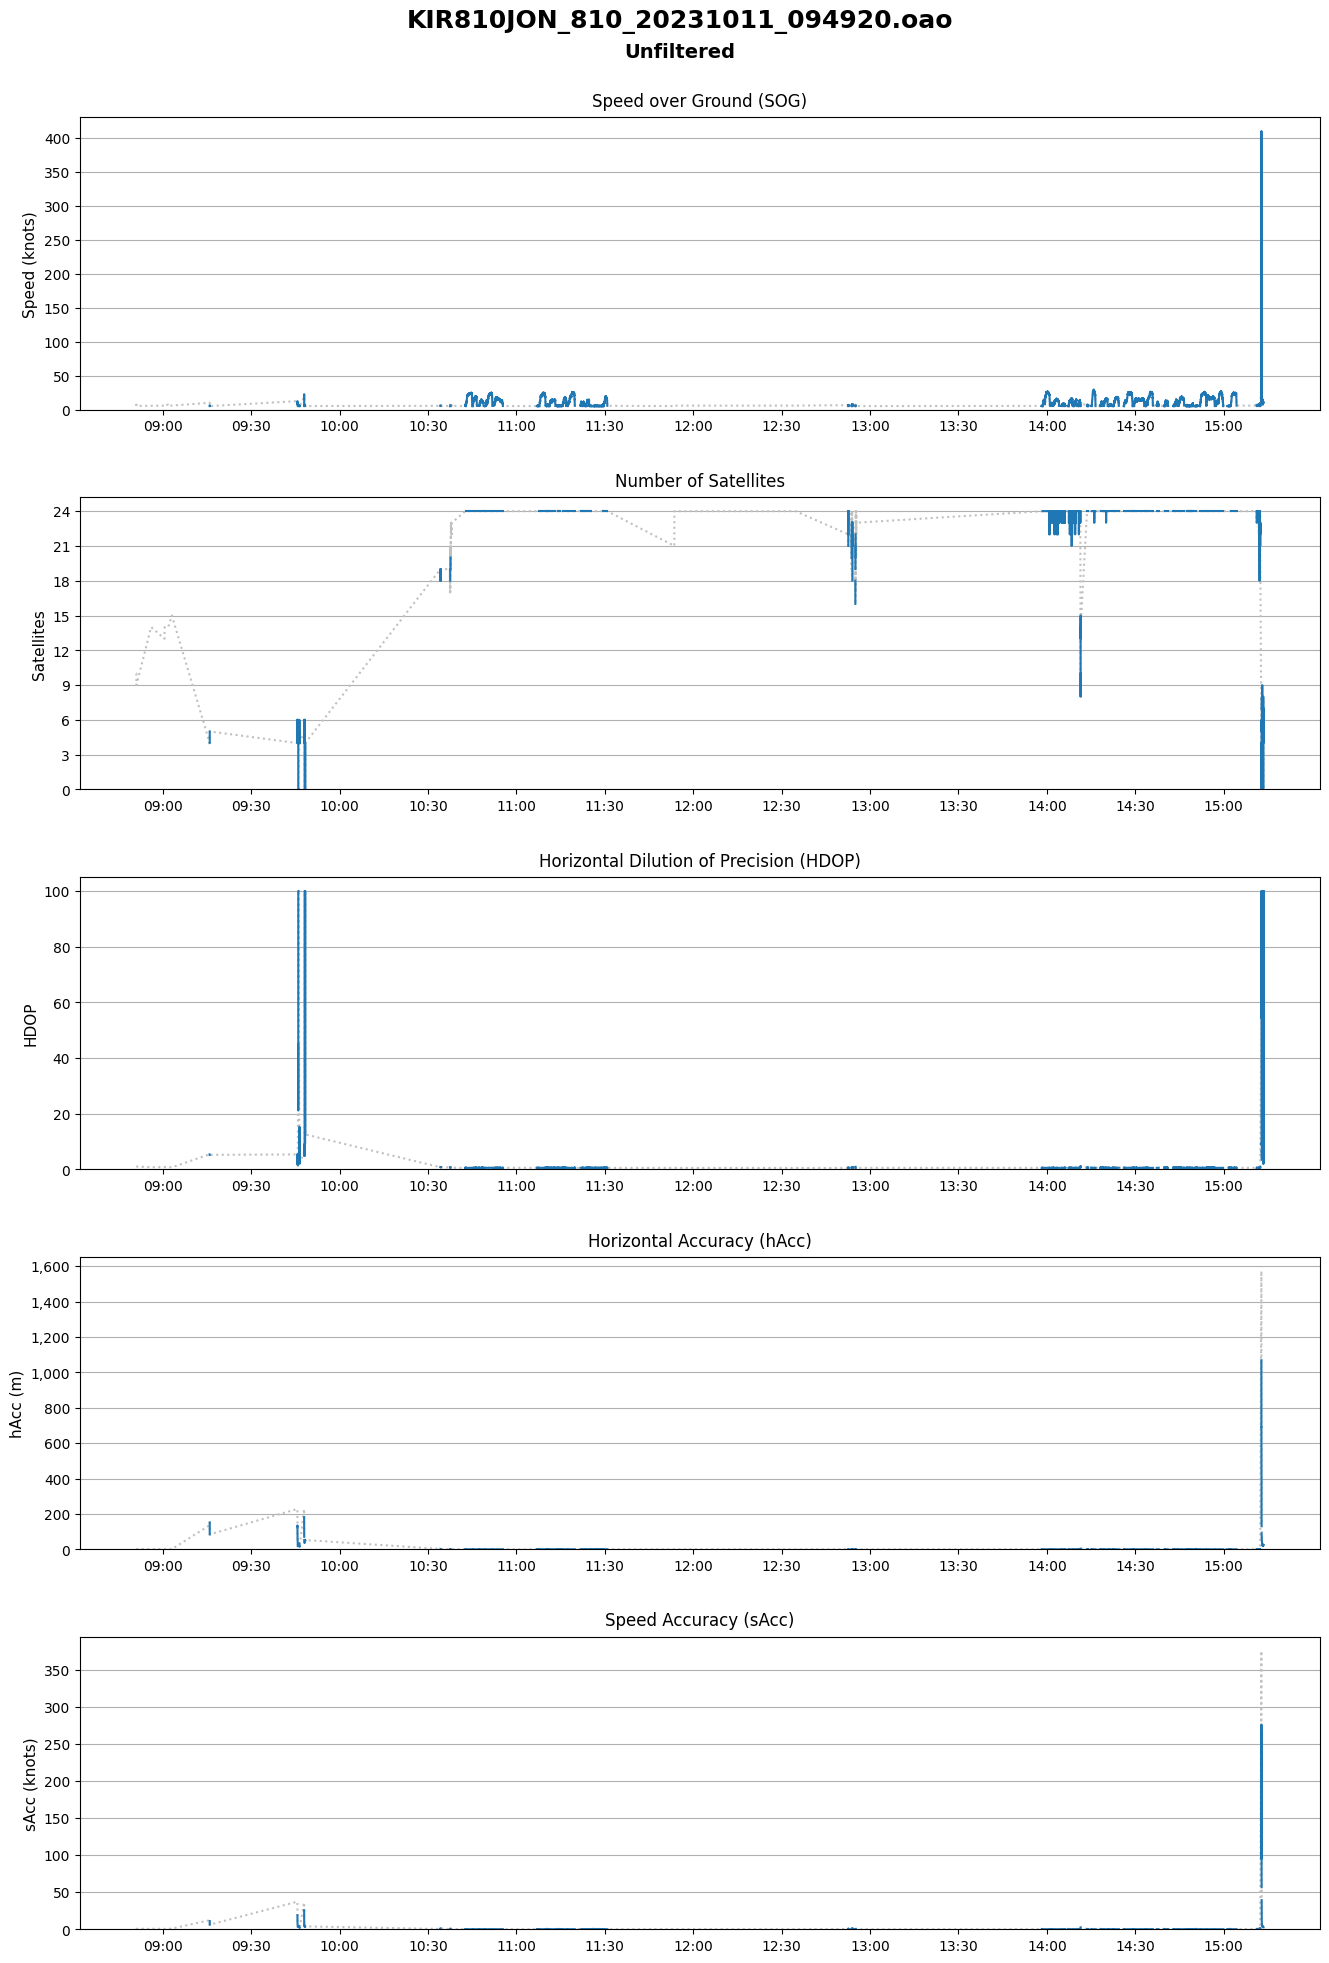 KIR810JON_810_20231011_094920.oao
Unfiltered
Speed over Ground (SOG)
Speed (knots)
400
350
300
250
200
150
100
50
0
09:00 09:30 10:00 10:30 11:00 11:30 12:00 12:30 13:00 13:30 14:00 14:30 15:00
Number of Satellites
Satellites
24
21
18
15
12
9
6
3
0
09:00 09:30 10:00 10:30 11:00 11:30 12:00 12:30 13:00 13:30 14:00 14:30 15:00
Horizontal Dilution of Precision (HDOP)
HDOP
100
80
60
40
20
0
09:00 09:30 10:00 10:30 11:00 11:30 12:00 12:30 13:00 13:30 14:00 14:30 15:00
Horizontal Accuracy (hAcc)
hAcc (m)
1,600
1,400
1,200
1,000
800
600
400
200
0
09:00 09:30 10:00 10:30 11:00 11:30 12:00 12:30 13:00 13:30 14:00 14:30 15:00
Speed Accuracy (sAcc)
sAcc (knots)
350
300
250
200
150
100
50
0
09:00 09:30 10:00 10:30 11:00 11:30 12:00 12:30 13:00 13:30 14:00 14:30 15:00